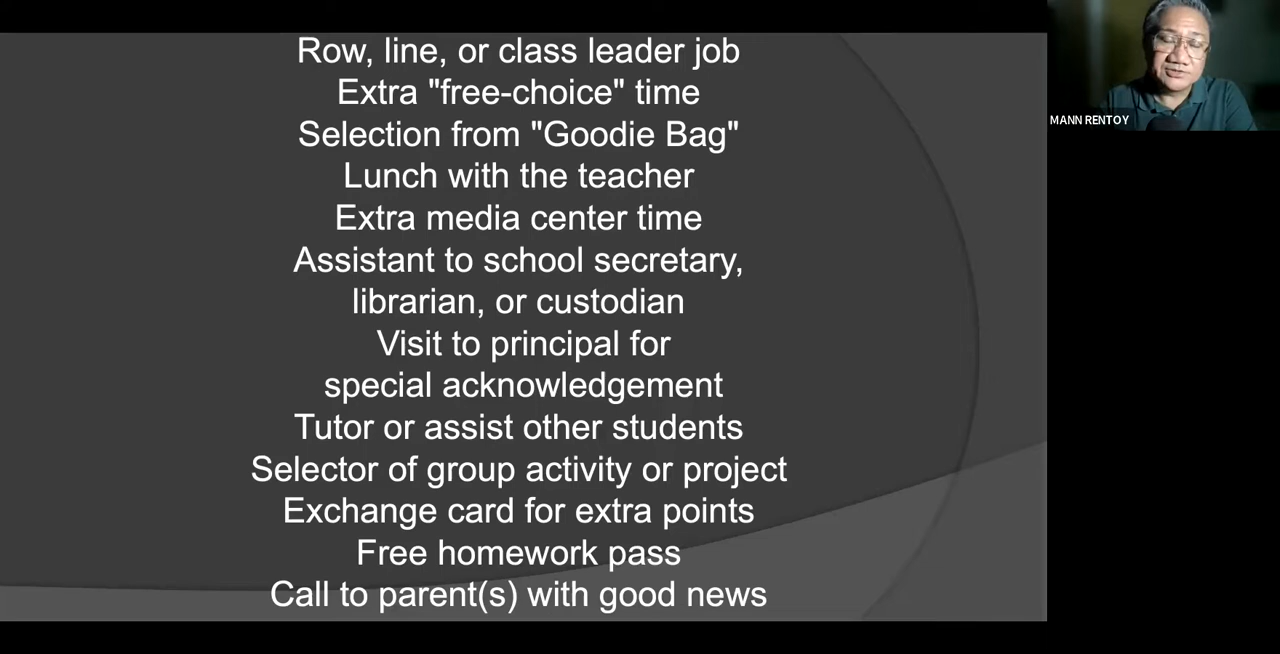 Row, line, or class leader job
Extra "free-choice" time
Selection from "Goodie Bag"
Lunch with the teacher
Extra media center time
Assistant to school secretary,
librarian, or custodian
Visit to principal for
special acknowledgement
Tutor or assist other students
Selector of group activity or project
Exchange card for extra points
Free homework pass
Call to parent(s) with good news
MANN RENTOY